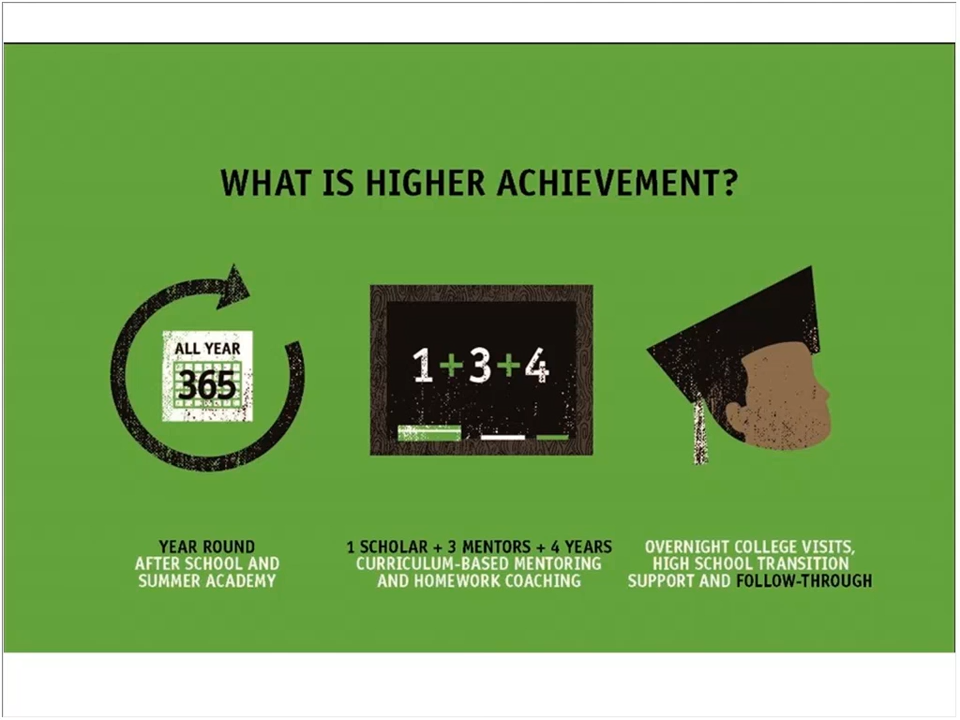 WHAT IS HIGHER ACHIEVEMENT?
ALL YEAR
365
1+3+4
YEAR ROUND
AFTER SCHOOL AND
SUMMER ACADEMY
1 SCHOLAR + 3 MENTORS + 4 YEARS
CURRICULUM-BASED MENTORING
AND HOMEWORK COACHING
OVERNIGHT COLLEGE VISITS,
HIGH SCHOOL TRANSITION
SUPPORT AND FOLLOW-THROUGH